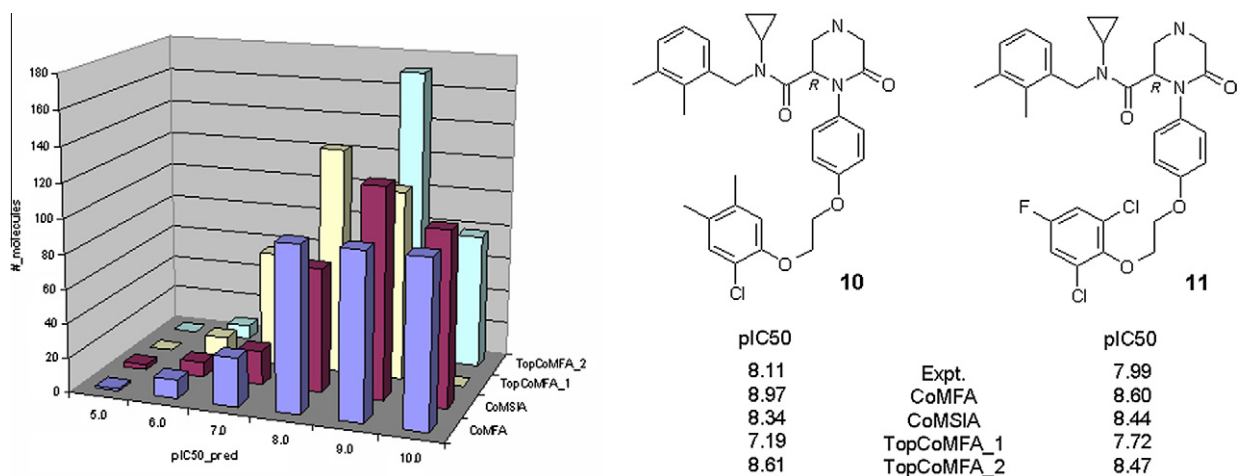 180
160
140
120
100
80
60
40
20
0
#_molecules
5.0
6.0
7.0
8.0
9.0
10.0
pIC50_pred
TopCoMFA_2
TopCoMFA_1
CoMSIA
CoMFA
N
N
R
N
O
O
O
O
Cl
10
N
N
R
N
O
O
O
F
Cl
O
Cl
11
pIC50 pIC50
8.11 Expt. 7.99
8.97 CoMFA 8.60
8.34 CoMSIA 8.44
7.19 TopCoMFA_1 7.72
8.61 TopCoMFA_2 8.47